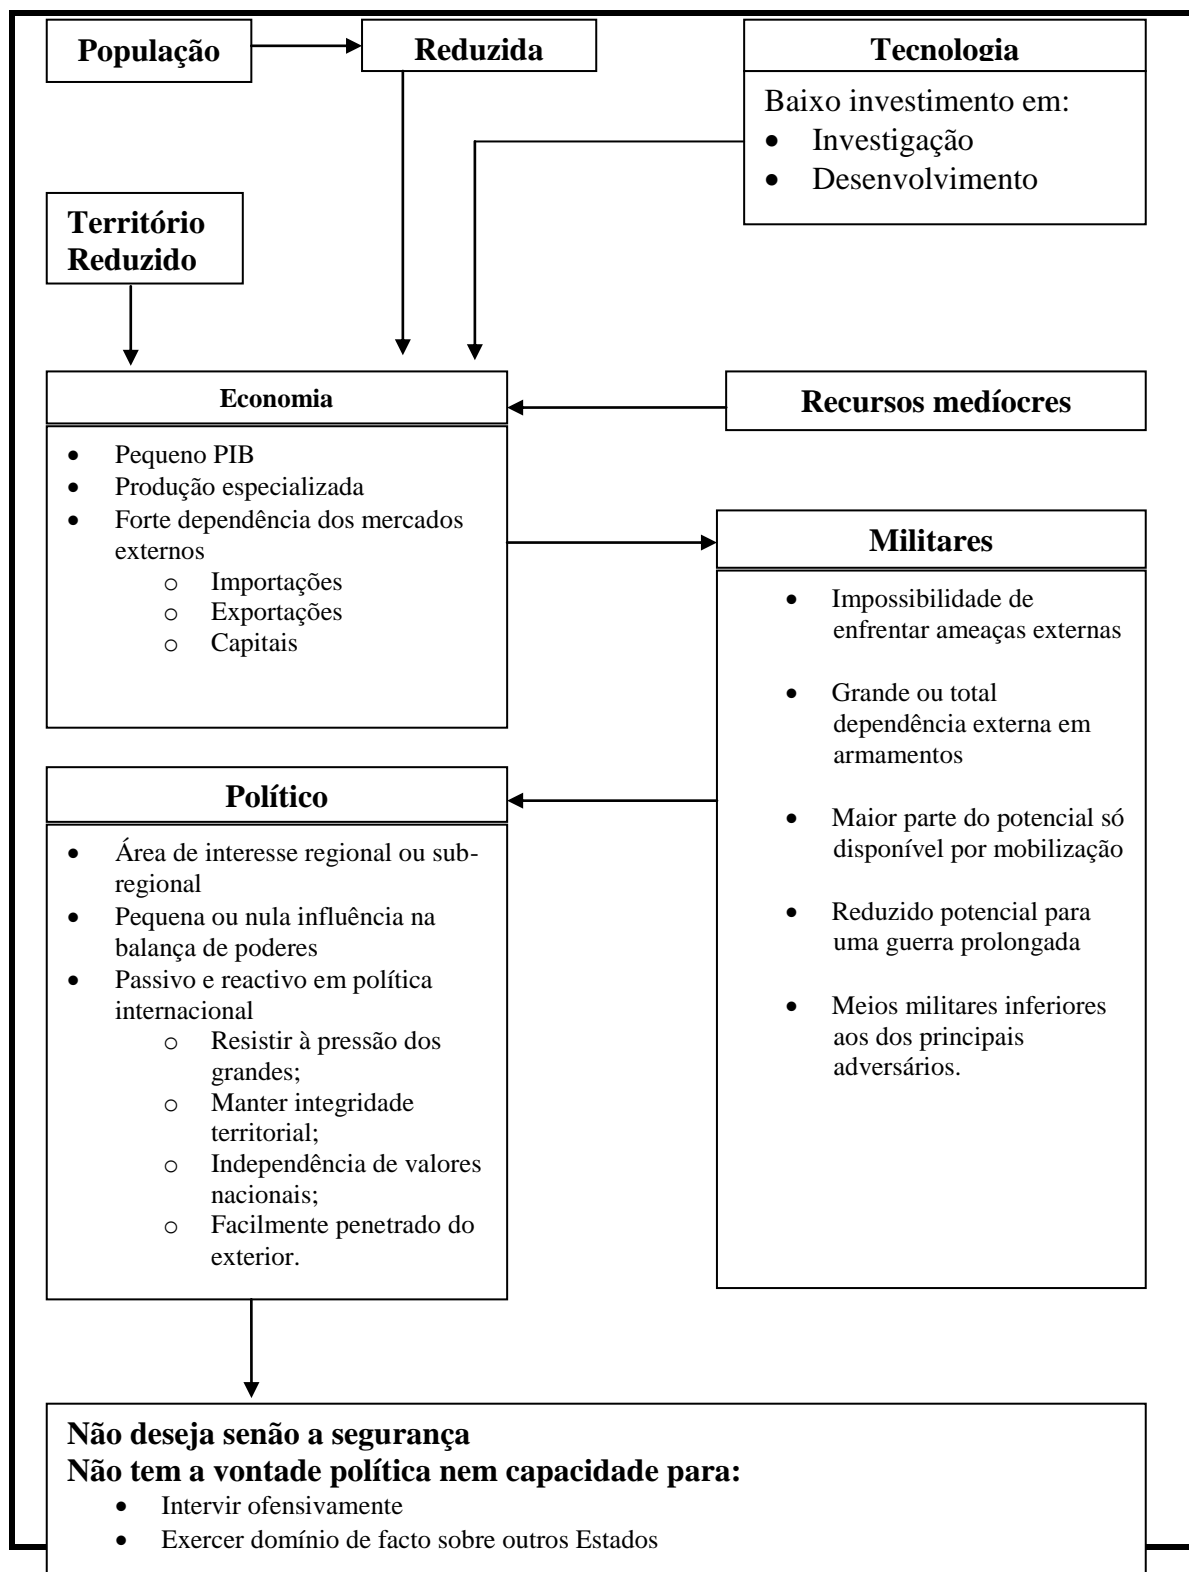 População
Reduzida
Tecnologia
Baixo investimento em:
• Investigação
• Desenvolvimento
Território
Reduzido
Economia
Recursos medíocres
• Pequeno PIB
• Produção especializada
• Forte dependência dos mercados
externos
o Importações
o Exportações
o Capitais
Militares
• Impossibilidade de
enfrentar ameaças externas
• Grande ou total
dependência externa em
armamentos
• Maior parte do potencial só
disponível por mobilização
• Reduzido potencial para
uma guerra prolongada
• Meios militares inferiores
aos dos principais
adversários.
Político
• Área de interesse regional ou sub-
regional
• Pequena ou nula influência na
balança de poderes
• Passivo e reactivo em política
internacional
o Resistir à pressão dos
grandes;
o Manter integridade
territorial;
o Independência de valores
nacionais;
o Facilmente penetrado do
exterior.
Não deseja senão a segurança
Não tem a vontade política nem capacidade para:
• Intervir ofensivamente
• Exercer domínio de facto sobre outros Estados